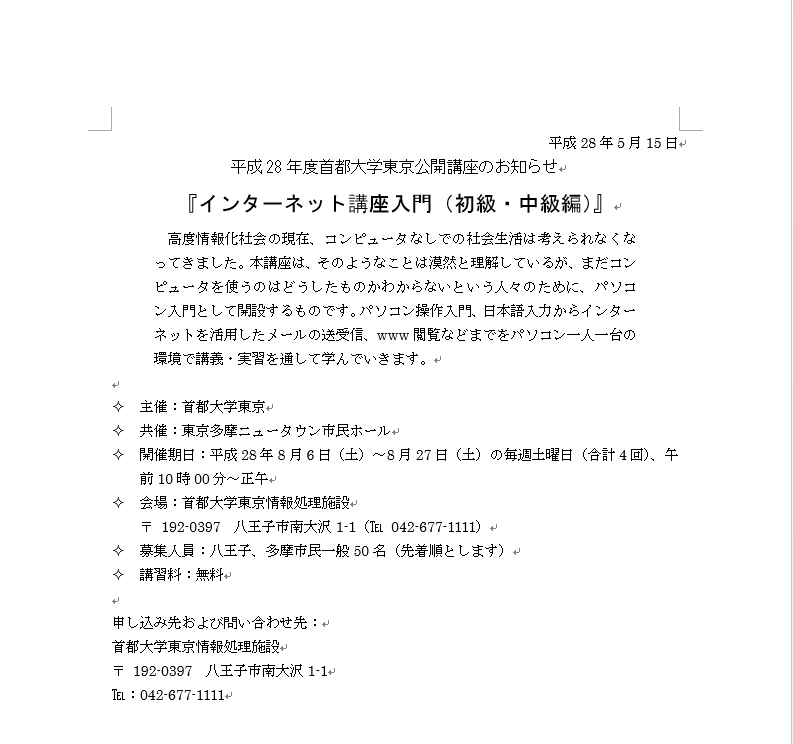 平成 28 年 5 月 15 日
平成 28 年度首都大学東京公開講座のお知らせ
『インターネット講座入門（初級・中級編）』
高度情報化社会の現在、コンピュータなしでの社会生活は考えられなくな
ってきました。本講座は、そのようなことは漠然と理解しているが、まだコン
ピュータを使うのはどうしたものかわからないという人々のために、パソコ
ン入門として開設するものです。パソコン操作入門、日本語入力からインター
ネットを活用したメールの送受信、www 閲覧などまでをパソコン一人一台の
環境で講義・実習を通して学んでいきます。
✧ 主催：首都大学東京
✧ 共催：東京多摩ニュータウン市民ホール
✧ 開催期日：平成 28 年 8 月 6 日（土）～8 月 27 日（土）の毎週土曜日（合計 4 回）、午
前 10 時 00 分～正午
✧ 会場：首都大学東京情報処理施設
〒 192-0397　八王子市南大沢 1-1（℡ 042-677-1111）
✧ 募集人員：八王子、多摩市民一般 50 名（先着順とします）
✧ 講習料：無料
申し込み先および問い合わせ先：
首都大学東京情報処理施設
〒 192-0397　八王子市南大沢 1-1
℡：042-677-1111